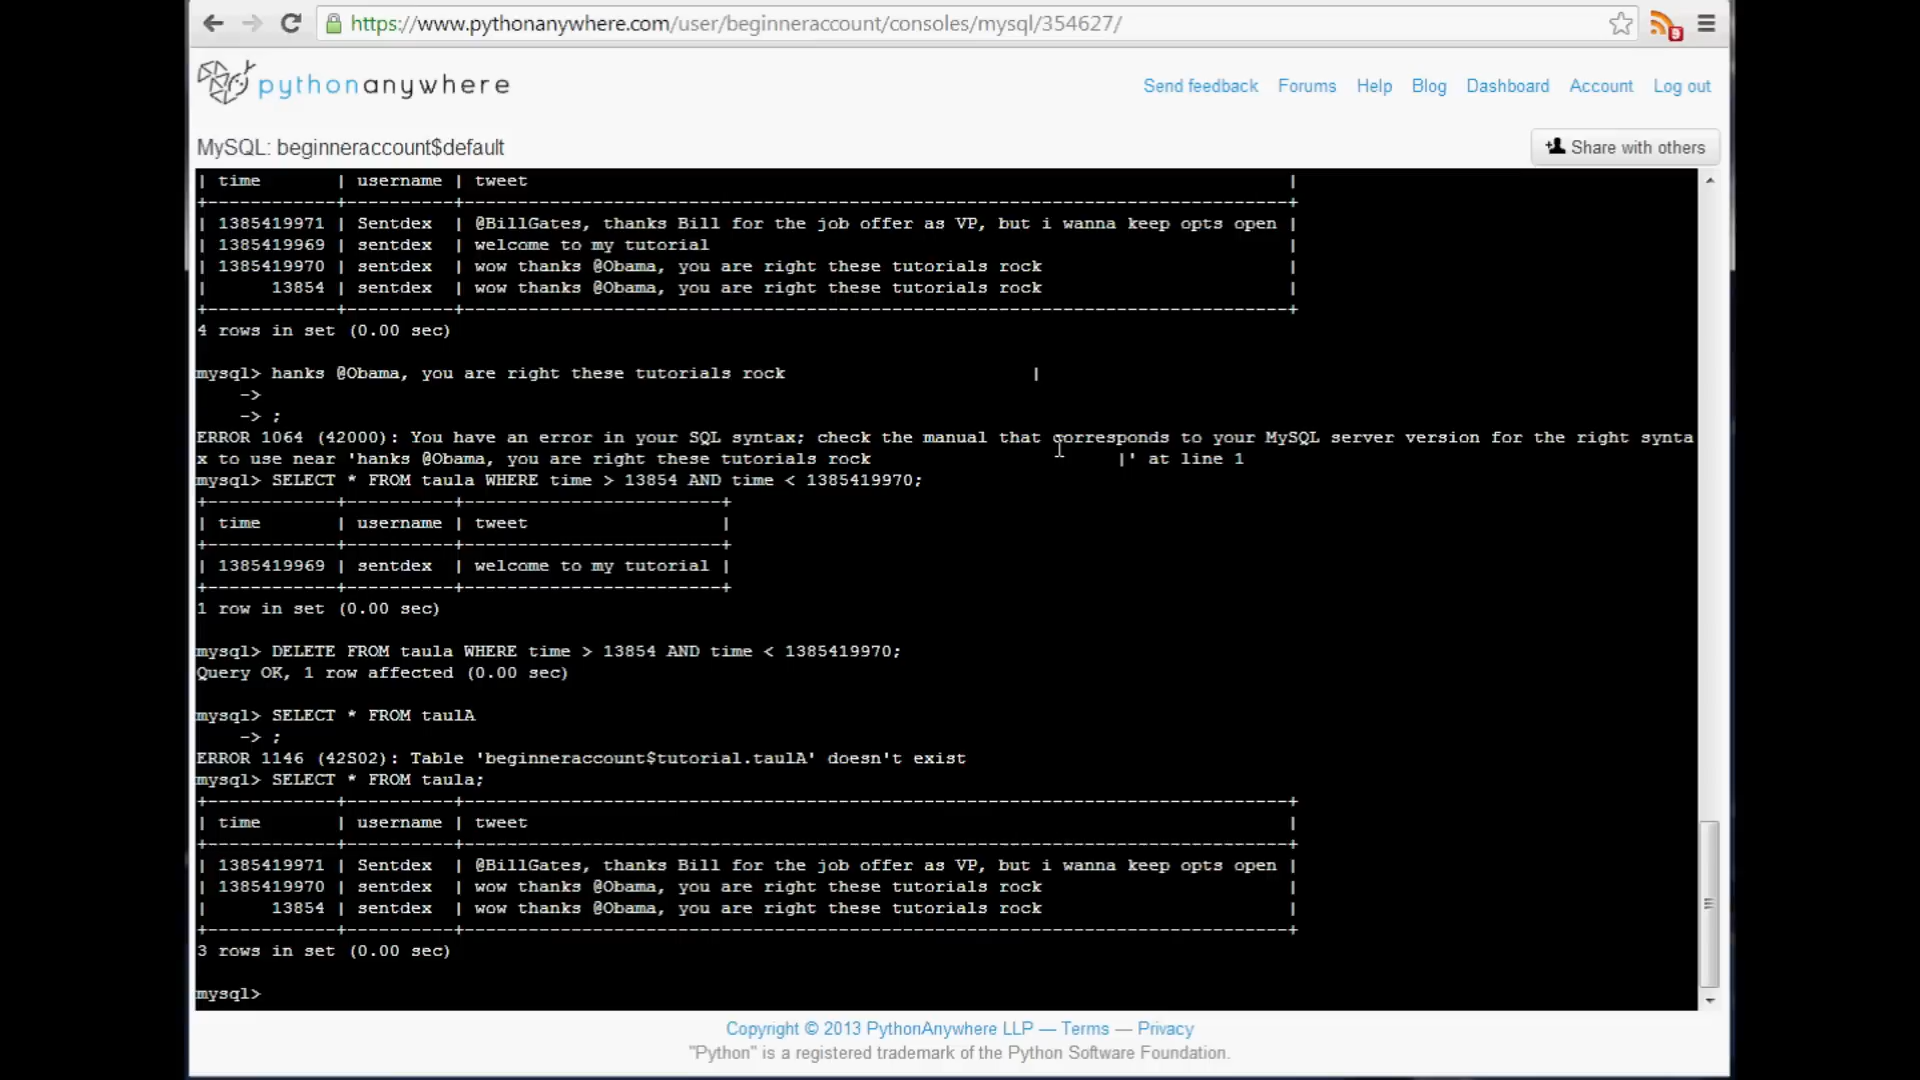 https://www.pythonanywhere.com/user/beginneraccount/consoles/mysql/354627/
9
pythonanywhere
Send feedback Forums Help Blog Dashboard Account Log out
MySQL: beginneraccount$default
Share with others
| time | username | tweet |
+------------+----------+-----------------------------------------------------------------------------+
| 1385419971 | Sentdex | @BillGates, thanks Bill for the job offer as VP, but i wanna keep opts open |
| 1385419969 | sentdex | welcome to my tutorial |
| 1385419970 | sentdex | wow thanks @Obama, you are right these tutorials rock |
| 13854 | sentdex | wow thanks @Obama, you are right these tutorials rock |
+------------+----------+-----------------------------------------------------------------------------+
4 rows in set (0.00 sec)
mysql> hanks @Obama, you are right these tutorials rock |
->
-> ;
ERROR 1064 (42000): You have an error in your SQL syntax; check the manual that corresponds to your MySQL server version for the right synta
x to use near 'hanks @Obama, you are right these tutorials rock |' at line 1
mysql> SELECT * FROM taula WHERE time > 13854 AND time < 1385419970;
+------------+----------+------------------------+
| time | username | tweet |
+------------+----------+------------------------+
| 1385419969 | sentdex | welcome to my tutorial |
+------------+----------+------------------------+
1 row in set (0.00 sec)
mysql> DELETE FROM taula WHERE time > 13854 AND time < 1385419970;
Query OK, 1 row affected (0.00 sec)
mysql> SELECT * FROM taulA
-> ;
ERROR 1146 (42S02): Table 'beginneraccount$tutorial.taulA' doesn't exist
mysql> SELECT * FROM taula;
+------------+----------+-----------------------------------------------------------------------------+
| time | username | tweet |
+------------+----------+-----------------------------------------------------------------------------+
| 1385419971 | Sentdex | @BillGates, thanks Bill for the job offer as VP, but i wanna keep opts open |
| 1385419970 | sentdex | wow thanks @Obama, you are right these tutorials rock |
| 13854 | sentdex | wow thanks @Obama, you are right these tutorials rock |
+------------+----------+-----------------------------------------------------------------------------+
3 rows in set (0.00 sec)
mysql>
Copyright © 2013 PythonAnywhere LLP — Terms — Privacy
"Python" is a registered trademark of the Python Software Foundation.